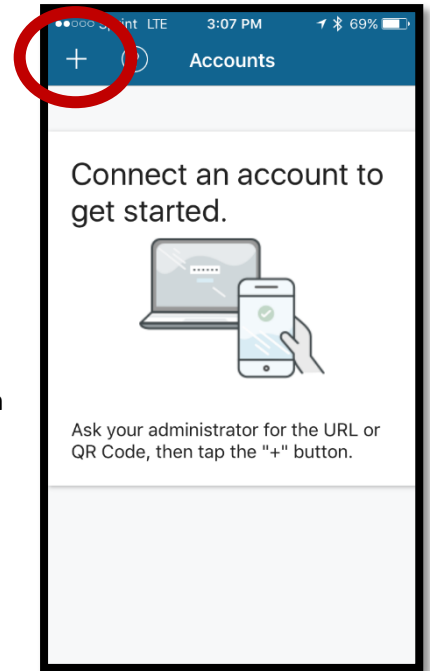 LTE 3:07 PM 69%
+ Accounts
Connect an account to
get started.
Ask your administrator for the URL or
QR Code, then tap the "+" button.